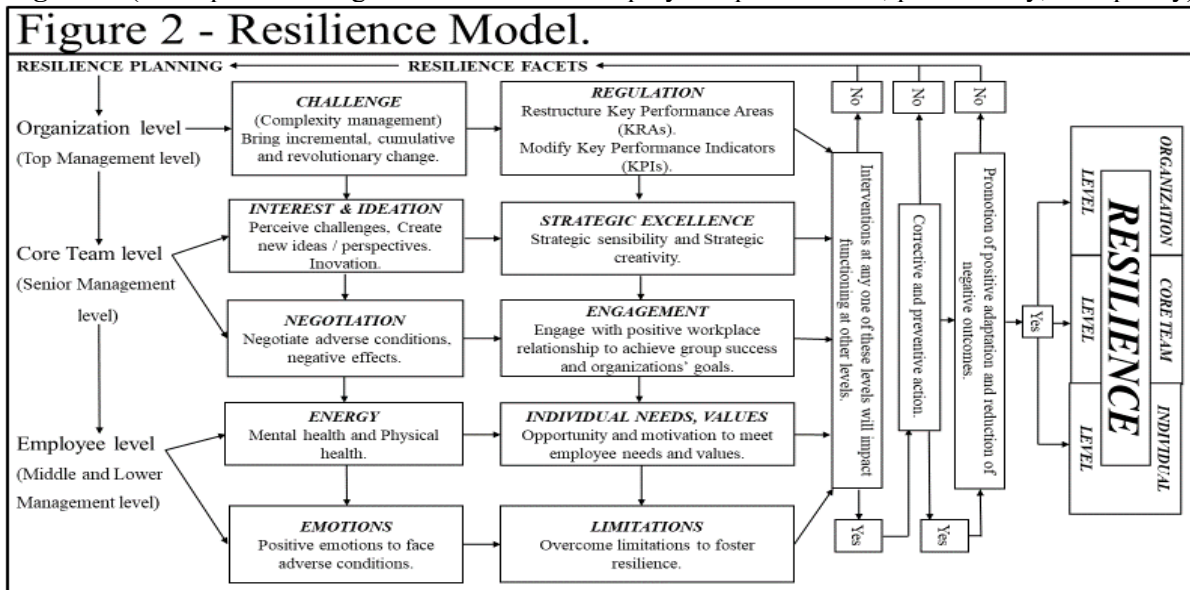 Figure 2 - Resilience Model.
RESILIENCE PLANNING
RESILIENCE FACETS
Organization level
(Top Management level)
CHALLENGE
(Complexity management)
Bring incremental, cumulative
and revolutionary change.
REGULATION
Restructure Key Performance Areas
(KRAs).
Modify Key Performance Indicators
(KPIs).
Core Team level
(Senior Management
level)
INTEREST & IDEATION
Perceive challenges, Create
new ideas / perspectives.
Inovation.
STRATEGIC EXCELLENCE
Strategic sensibility and Strategic
creativity.
NEGOTIATION
Negotiate adverse conditions,
negative effects.
ENGAGEMENT
Engage with positive workplace
relationship to achieve group success
and organizations' goals.
Employee level
(Middle and Lower
Management level)
ENERGY
Mental health and Physical
health.
INDIVIDUAL NEEDS, VALUES
Opportunity and motivation to meet
employee needs and values.
EMOTIONS
Positive emotions to face
adverse conditions.
LIMITATIONS
Overcome limitations to foster
resilience.
No
No
No
Interventions at any one of these levels will impact
functioning at other levels.
Corrective and preventive action.
Promotion of positive adaptation and reduction of
negative outcomes.
Yes
Yes
Yes
ORGANIZATION
LEVEL
CORE TEAM
LEVEL
INDIVIDUAL
LEVEL
RESILIENCE